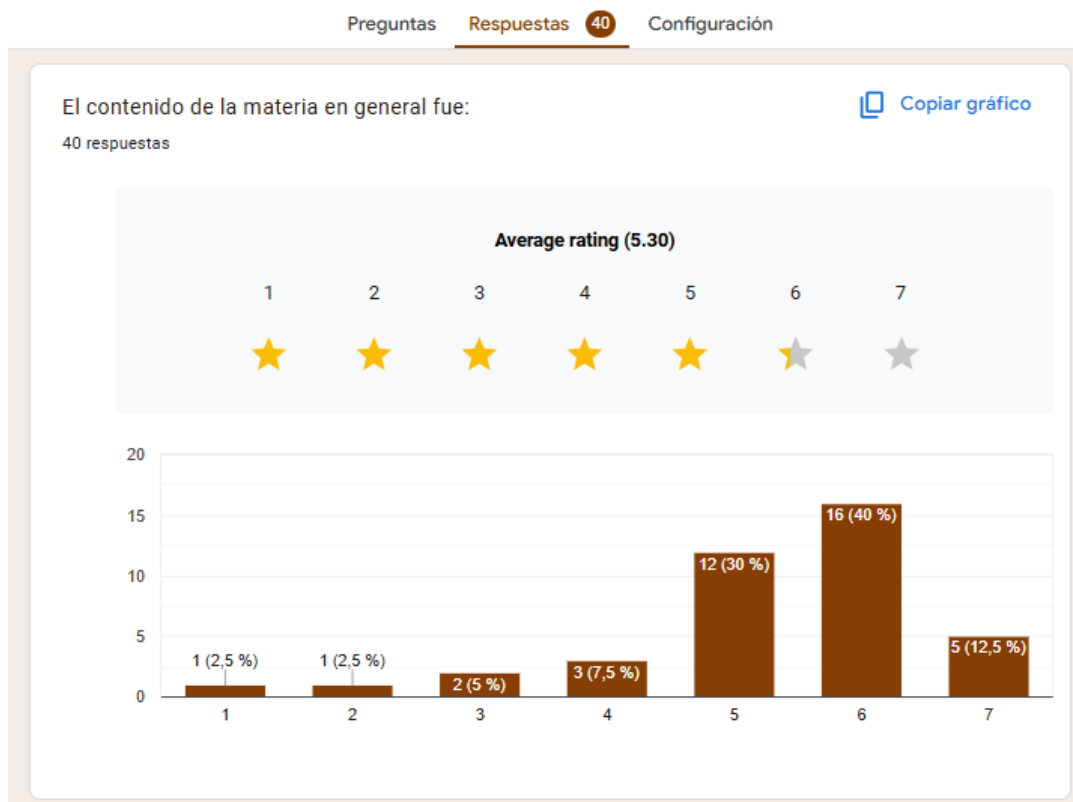 Preguntas Respuestas 40 Configuración
El contenido de la materia en general fue:
Copiar gráfico
40 respuestas
Average rating (5.30)
1 2 3 4 5 6 7
20
15
10
5
0
1 (2,5 %)
1 (2,5 %)
2 (5 %)
3 (7,5 %)
12 (30 %)
16 (40 %)
5 (12,5 %)
1 2 3 4 5 6 7